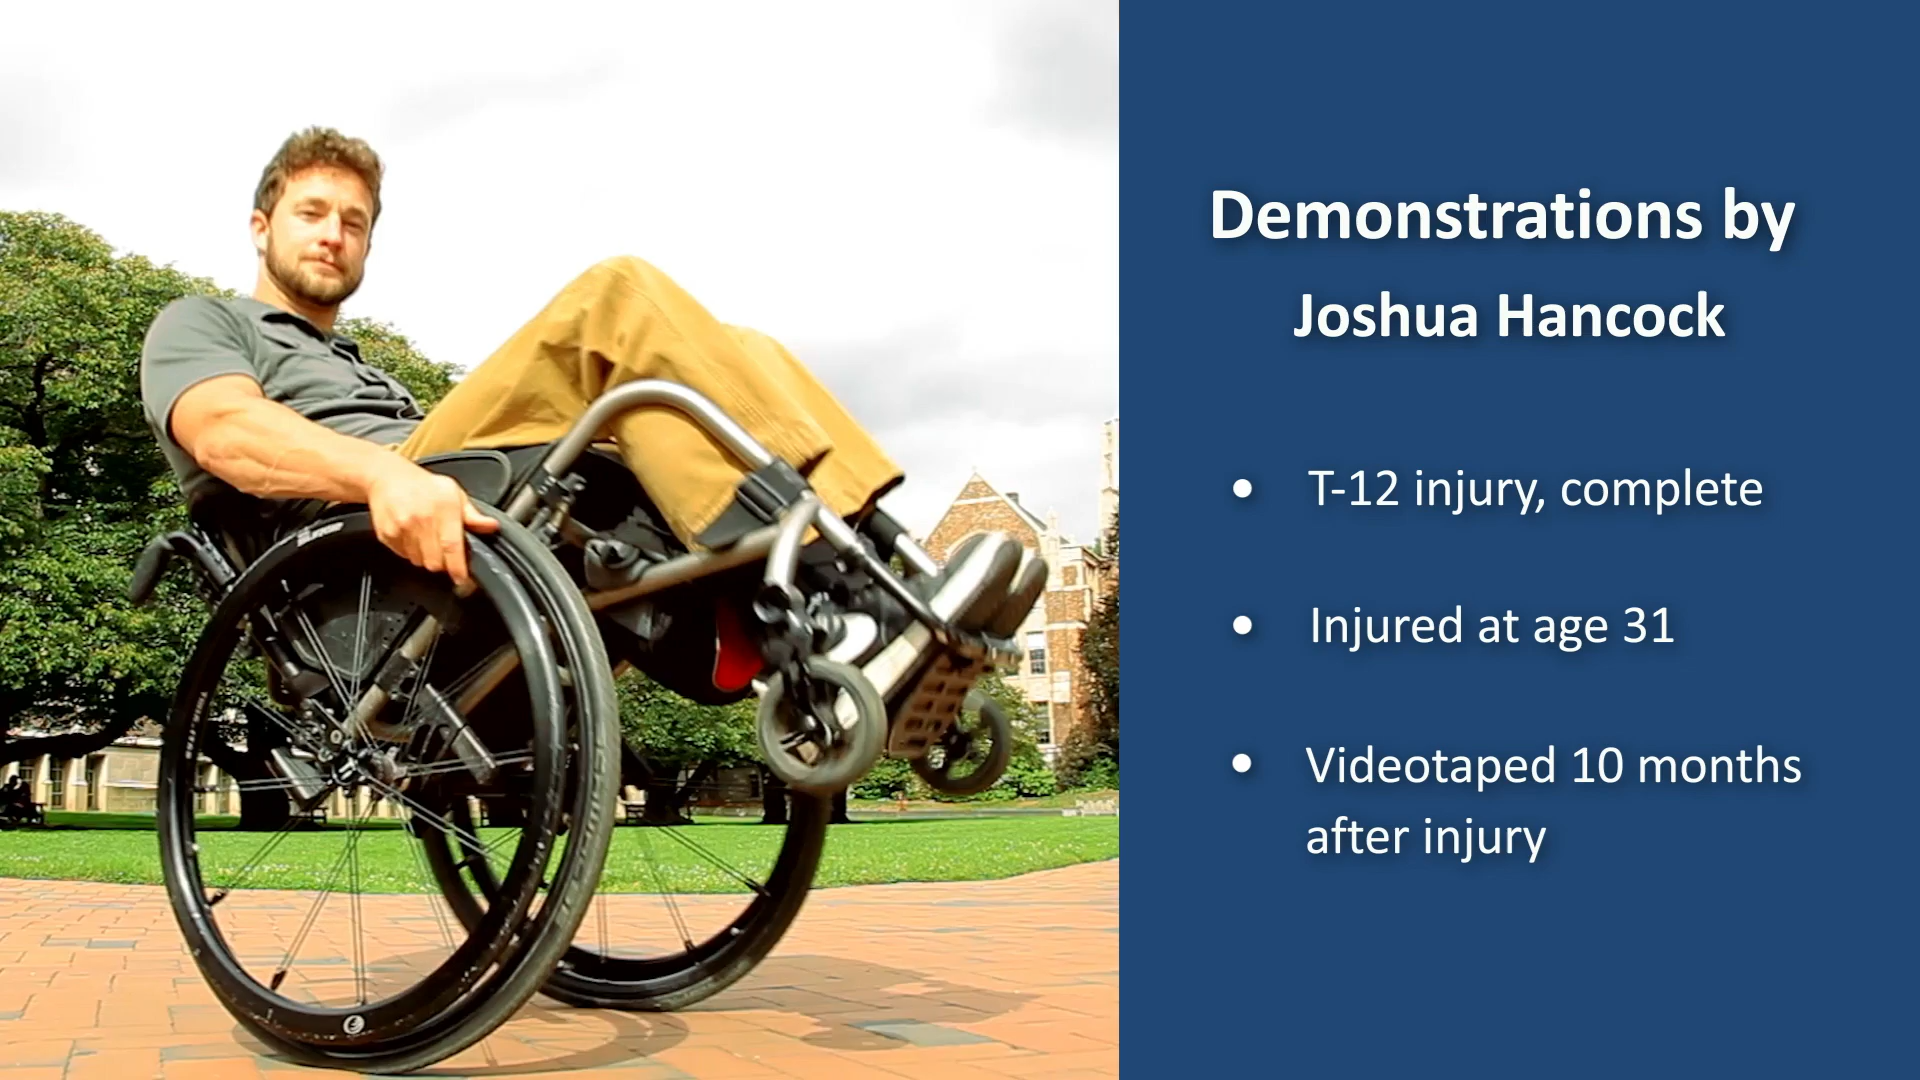 Demonstrations by
Joshua Hancock
• T-12 injury, complete
• Injured at age 31
• Videotaped 10 months
after injury